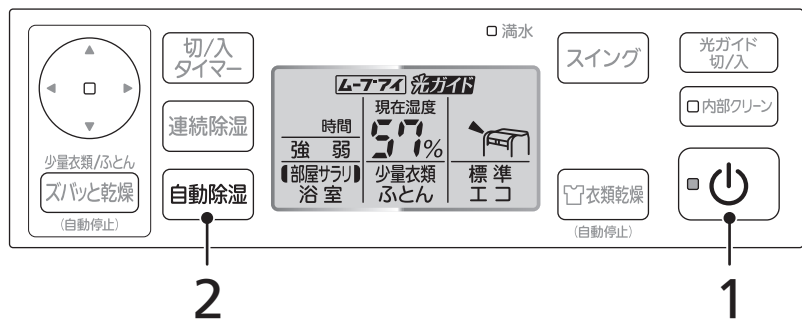 少量衣類/ふとん
ズバッと乾燥
(自動停止)
切/入
タイマー
連続除湿
自動除湿
満水
ムーブアイ 光ガイド
時間
強 弱
現在湿度
57%
部屋サラリ
浴室
少量衣類
ふとん
標準
エコ
スイング
衣類乾燥
(自動停止)
光ガイド
切/入
内部クリーン
2
1